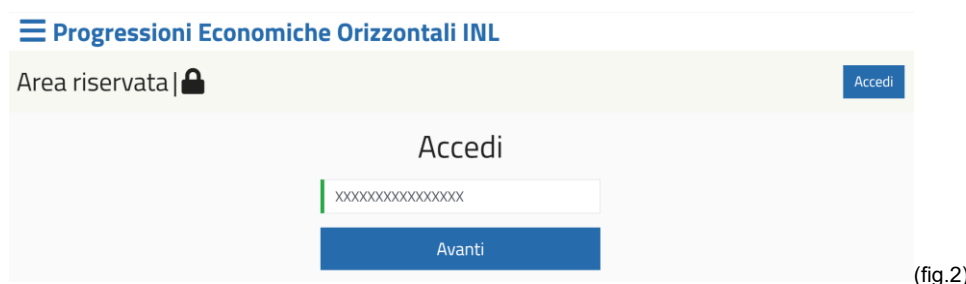 Progressioni Economiche Orizzontali INL
Area riservata|
Accedi
Accedi
XXXXXXXXXXXXXXXX
Avanti
(fig.2)